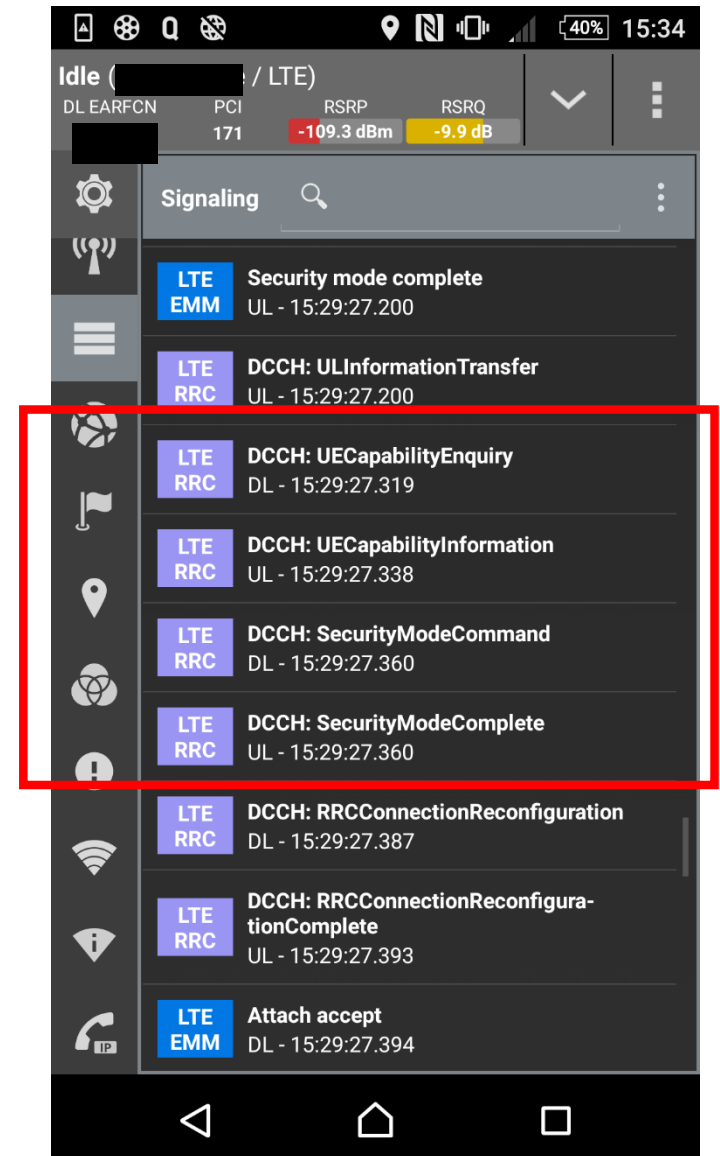 Q 40% 15:34
Idle ( / LTE)
DL EARFCN PCI RSRP RSRQ
171 -109.3 dBm -9.9 dB
Signaling
LTE EMM Security mode complete
UL - 15:29:27.200
LTE RRC DCCH: ULInformationTransfer
UL - 15:29:27.200
LTE RRC DCCH: UECapabilityEnquiry
DL - 15:29:27.319
LTE RRC DCCH: UECapabilityInformation
UL - 15:29:27.338
LTE RRC DCCH: SecurityModeCommand
DL - 15:29:27.360
LTE RRC DCCH: SecurityModeComplete
UL - 15:29:27.360
LTE RRC DCCH: RRCConnectionReconfiguration
DL - 15:29:27.387
LTE RRC DCCH: RRCConnectionReconfigura-
tionComplete
UL - 15:29:27.393
LTE EMM Attach accept
DL - 15:29:27.394
IP